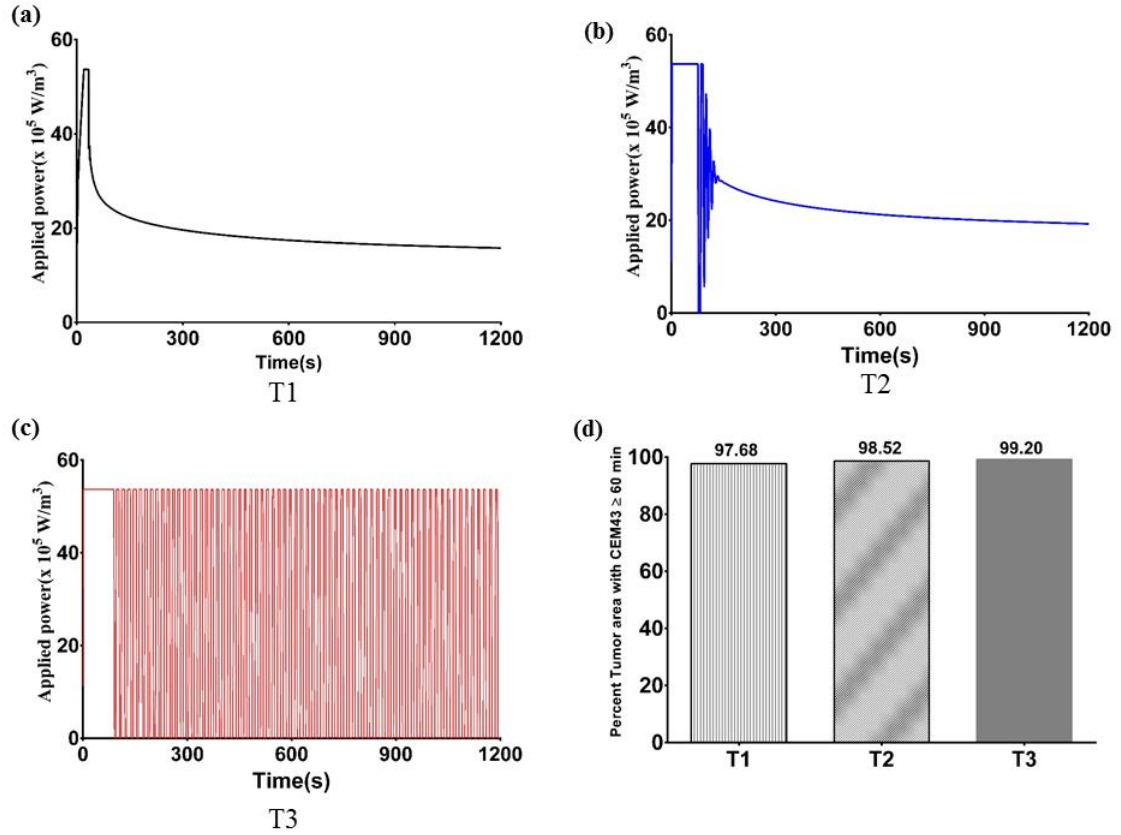 (a)
60
40
20
0
Applied power(x 10⁵ W/m³)
0 300 600 900 1200
Time(s)
T1
(b)
60
40
20
0
Applied power(x 10⁵ W/m³)
0 300 600 900 1200
Time(s)
T2
(c)
60
40
20
0
Applied power(x 10⁵ W/m³)
0 300 600 900 1200
Time(s)
T3
(d)
97.68 98.52 99.20
100
80
60
40
20
0
Percent Tumor area with CEM43 ≥ 60 min
T1 T2 T3